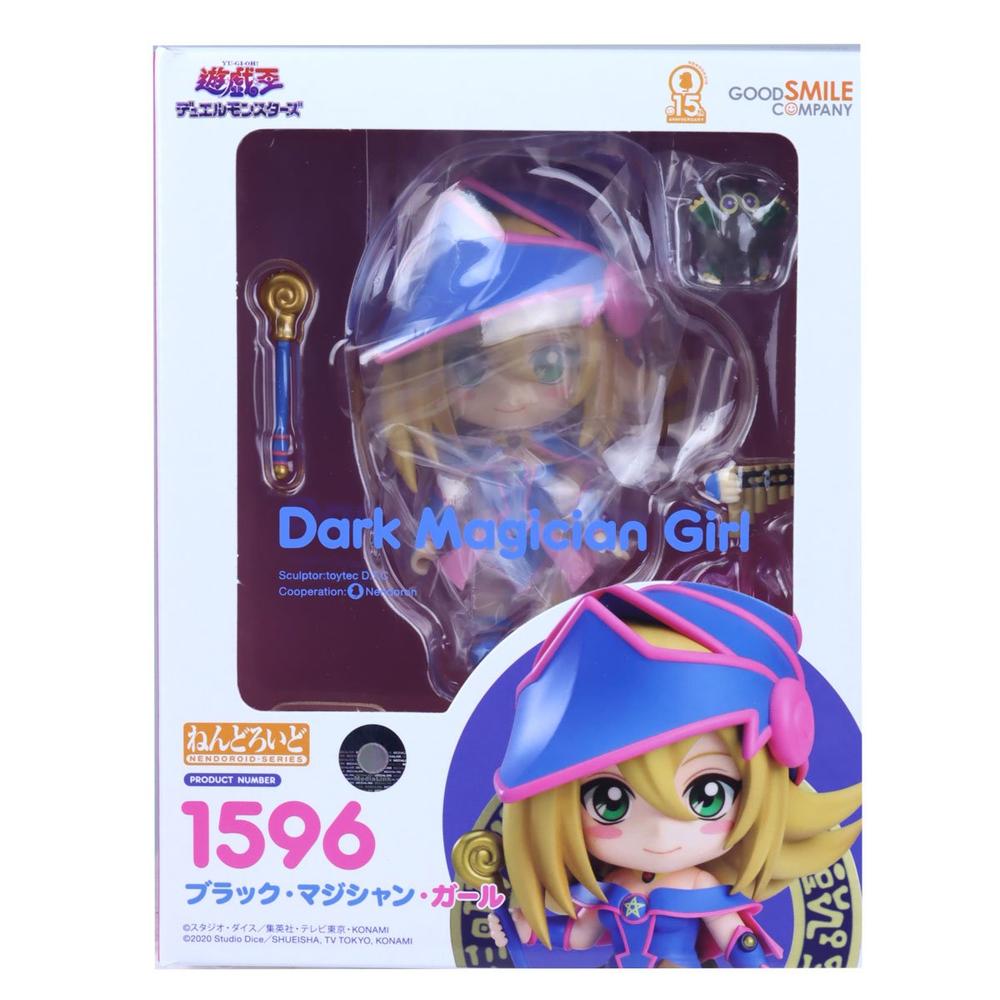 YU-GI-OH!
遊戯王
デュエルモンスターズ
15th
ANNIVERSARY
GOOD SMILE
COMPANY
Dark Magician Girl
Sculptor:toytec D.T.C
Cooperation: Nendoron
ねんどろいど
NENDOROID-SERIES
PRODUCT NUMBER
1596
ブラック・マジシャン・ガール
©スタジオ・ダイス／集英社・テレビ東京・KONAMI
©2020 Studio Dice／SHUEISHA, TV TOKYO, KONAMI